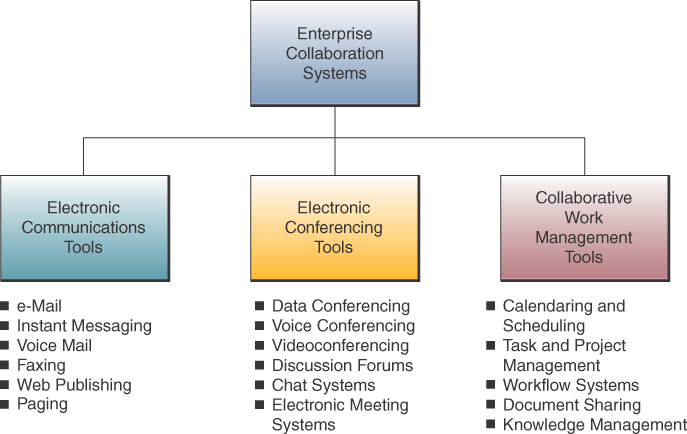 Enterprise
Collaboration
Systems
Electronic
Communications
Tools
Electronic
Conferencing
Tools
Collaborative
Work
Management
Tools
e-Mail
Instant Messaging
Voice Mail
Faxing
Web Publishing
Paging
Data Conferencing
Voice Conferencing
Videoconferencing
Discussion Forums
Chat Systems
Electronic Meeting
Systems
Calendaring and
Scheduling
Task and Project
Management
Workflow Systems
Document Sharing
Knowledge Management